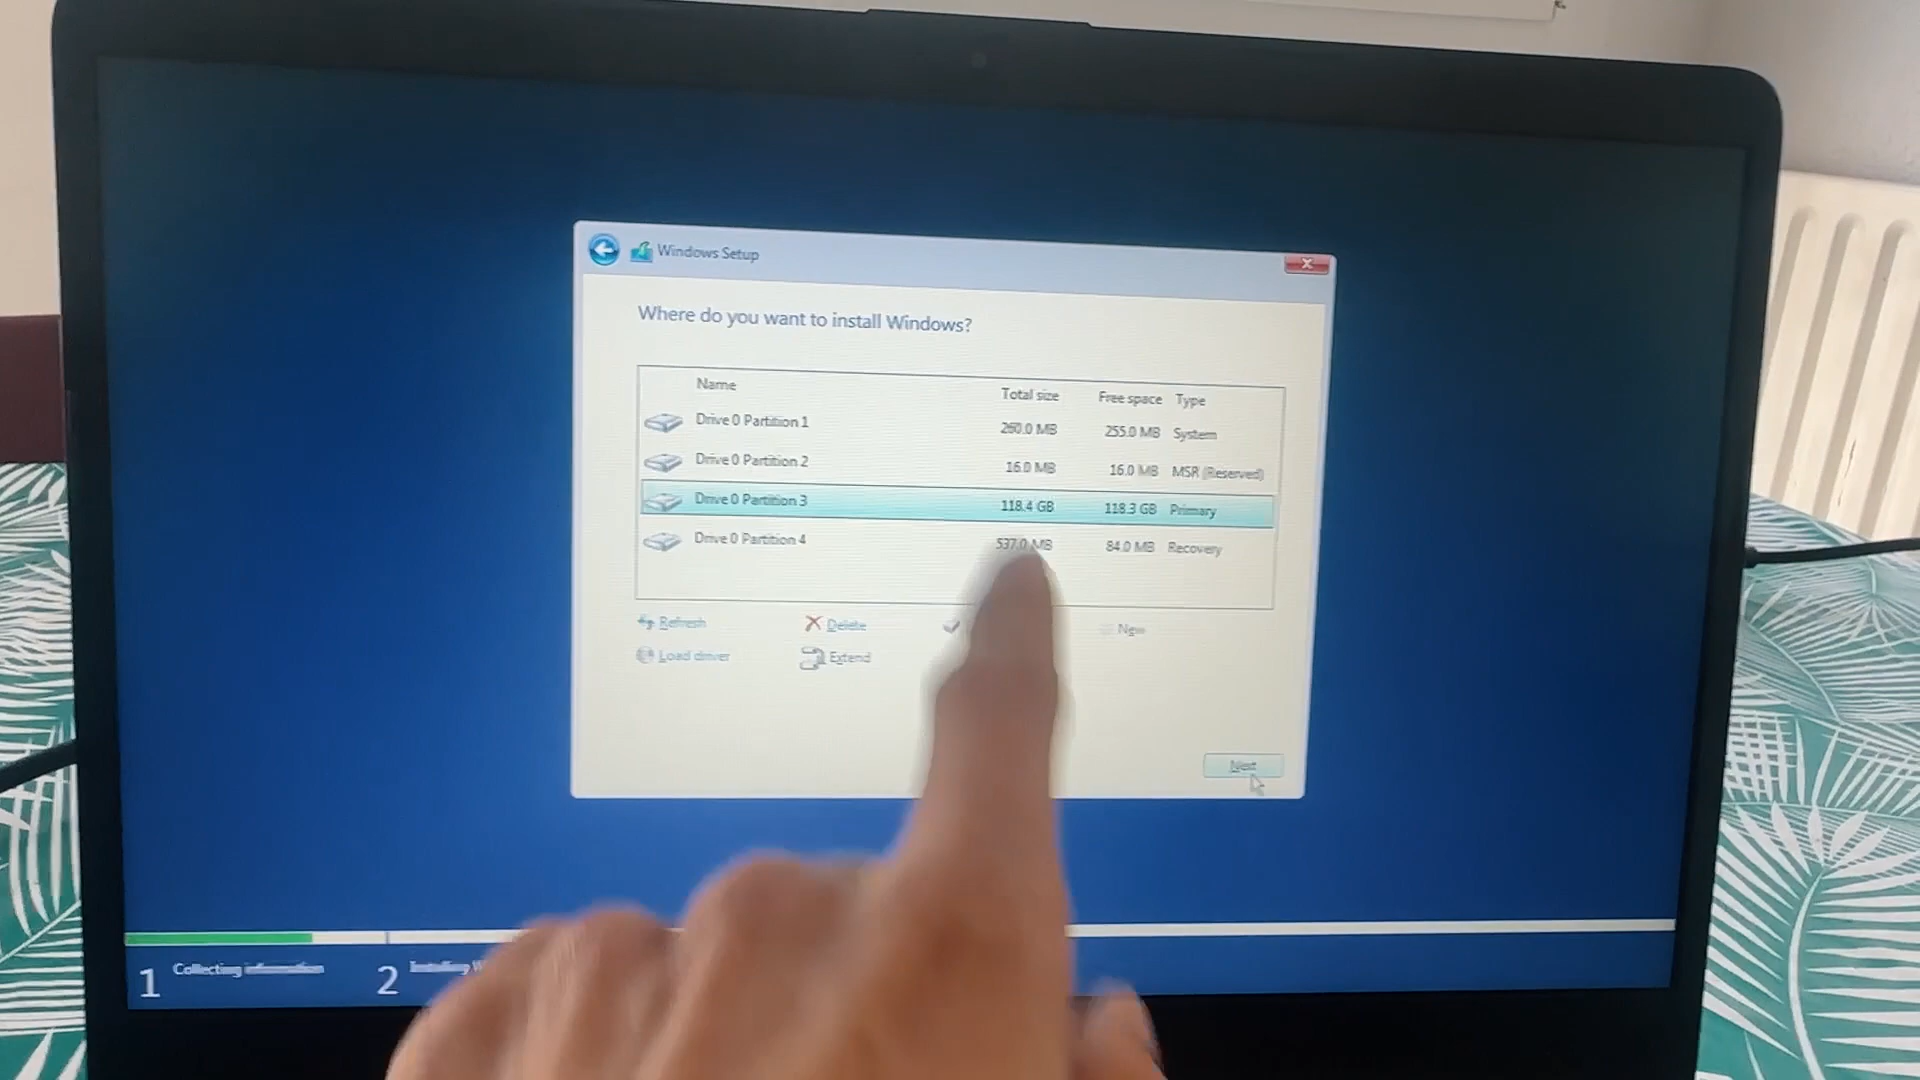 Windows Setup
Where do you want to install Windows?
Name Total size Free space Type
Drive 0 Partition 1 260.0 MB 255.0 MB System
Drive 0 Partition 2 16.0 MB 16.0 MB MSR (Reserved)
Drive 0 Partition 3 118.4 GB 118.3 GB Primary
Drive 0 Partition 4 537.0 MB 84.0 MB Recovery
Refresh Delete New
Load driver Extend
Next
1 Collecting information 2 Installing W